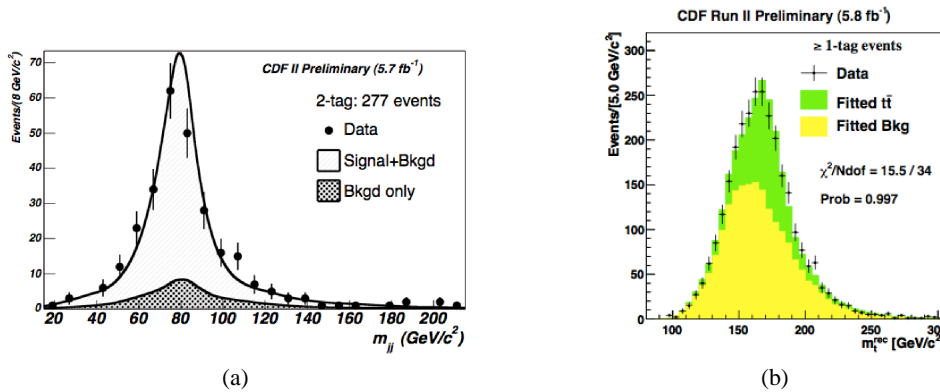 CDF II Preliminary (5.7 fb-1)
2-tag: 277 events
Data
Signal+Bkgd
Bkgd only
Events/(8 GeV/c2)
70
60
50
40
30
20
10
0
20 40 60 80 100 120 140 160 180 200
mjj (GeV/c2)
(a)
CDF Run II Preliminary (5.8 fb-1)
≥ 1-tag events
Data
Fitted tt̄
Fitted Bkg
χ2/Ndof = 15.5 / 34
Prob = 0.997
Events/[5.0 GeV/c2]
300
250
200
150
100
50
0
100 150 200 250 300
mtrec [GeV/c2]
(b)